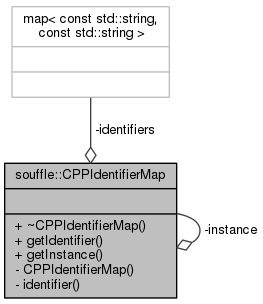 map< const std::string,
const std::string >
-identifiers
souffle::CPPIdentifierMap
+ ~CPPIdentifierMap()
+ getIdentifier()
+ getInstance()
- CPPIdentifierMap()
- identifier()
-instance